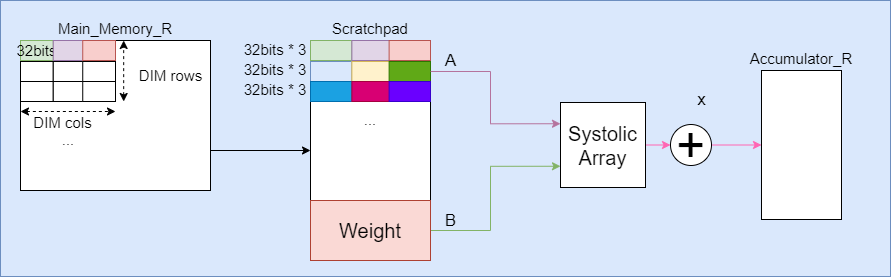 Main_Memory_R
32bits
DIM rows
DIM cols
...
Scratchpad
32bits * 3
32bits * 3
32bits * 3
...
Weight
A
B
Systolic
Array
x
+
Accumulator_R